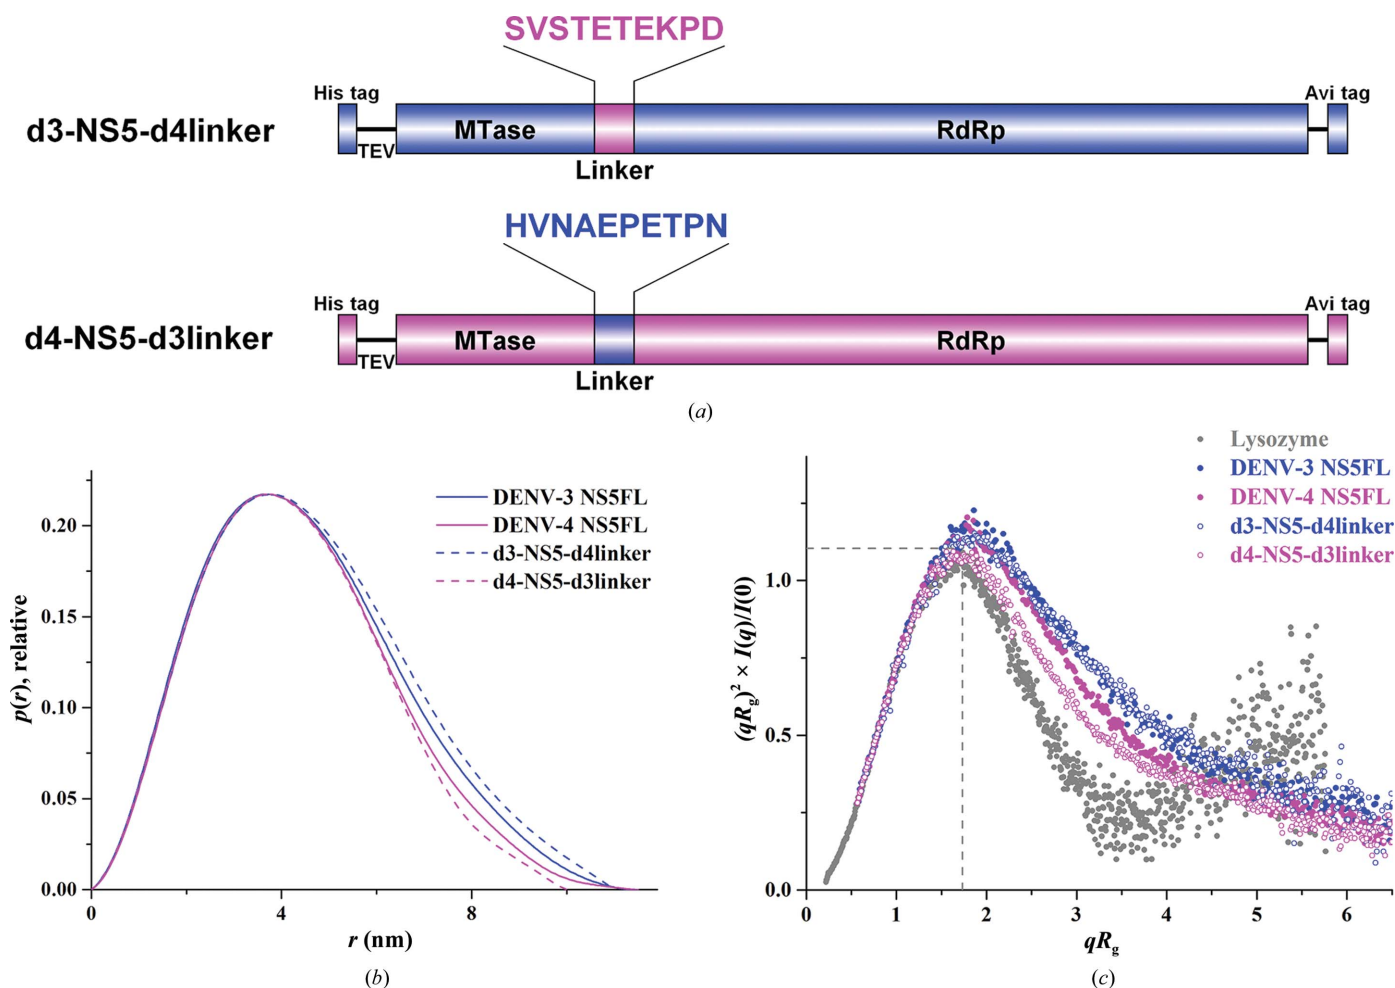 SVSTETEKPD
His tag
Avi tag
d3-NS5-d4linker
MTase
RdRp
TEV
Linker
HVNAEPETPN
His tag
Avi tag
d4-NS5-d3linker
MTase
RdRp
TEV
Linker
(a)
p(r), relative
0.20
0.15
0.10
0.05
0.00
0
4
8
r (nm)
DENV-3 NS5FL
DENV-4 NS5FL
d3-NS5-d4linker
d4-NS5-d3linker
(b)
Lysozyme
DENV-3 NS5FL
DENV-4 NS5FL
d3-NS5-d4linker
d4-NS5-d3linker
(qRg)² × I(q)/I(0)
1.0
0.5
0.0
0
1
2
3
4
5
6
qRg
(c)